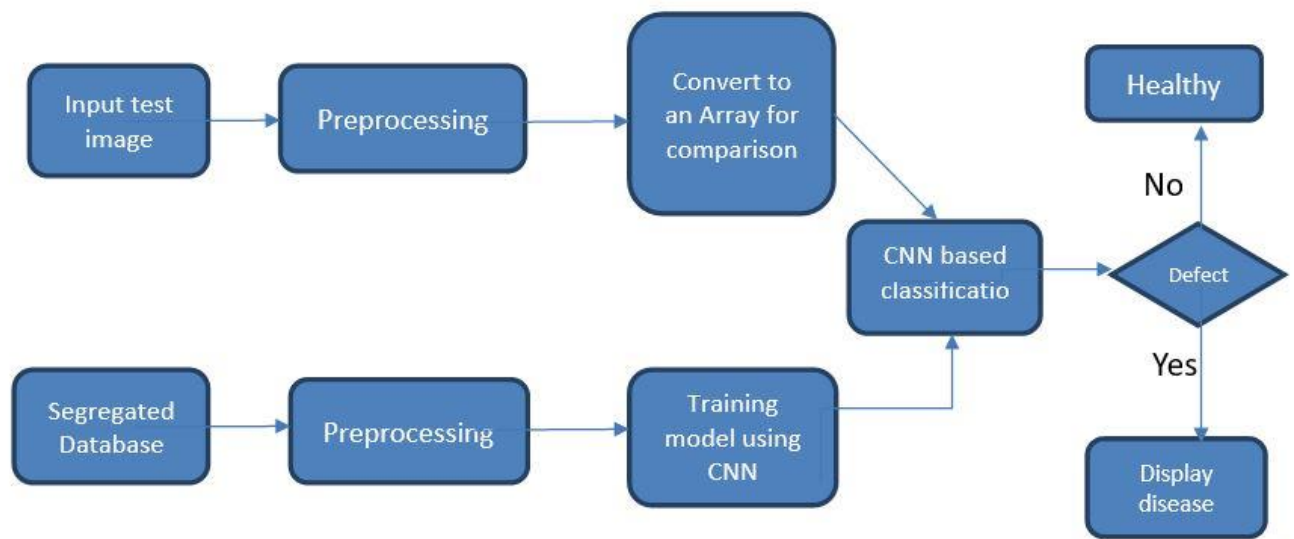 Input test
image
Preprocessing
Convert to
an Array for
comparison
Healthy
No
CNN based
classificatio
Defect
Yes
Segregated
Database
Preprocessing
Training
model using
CNN
Display
disease